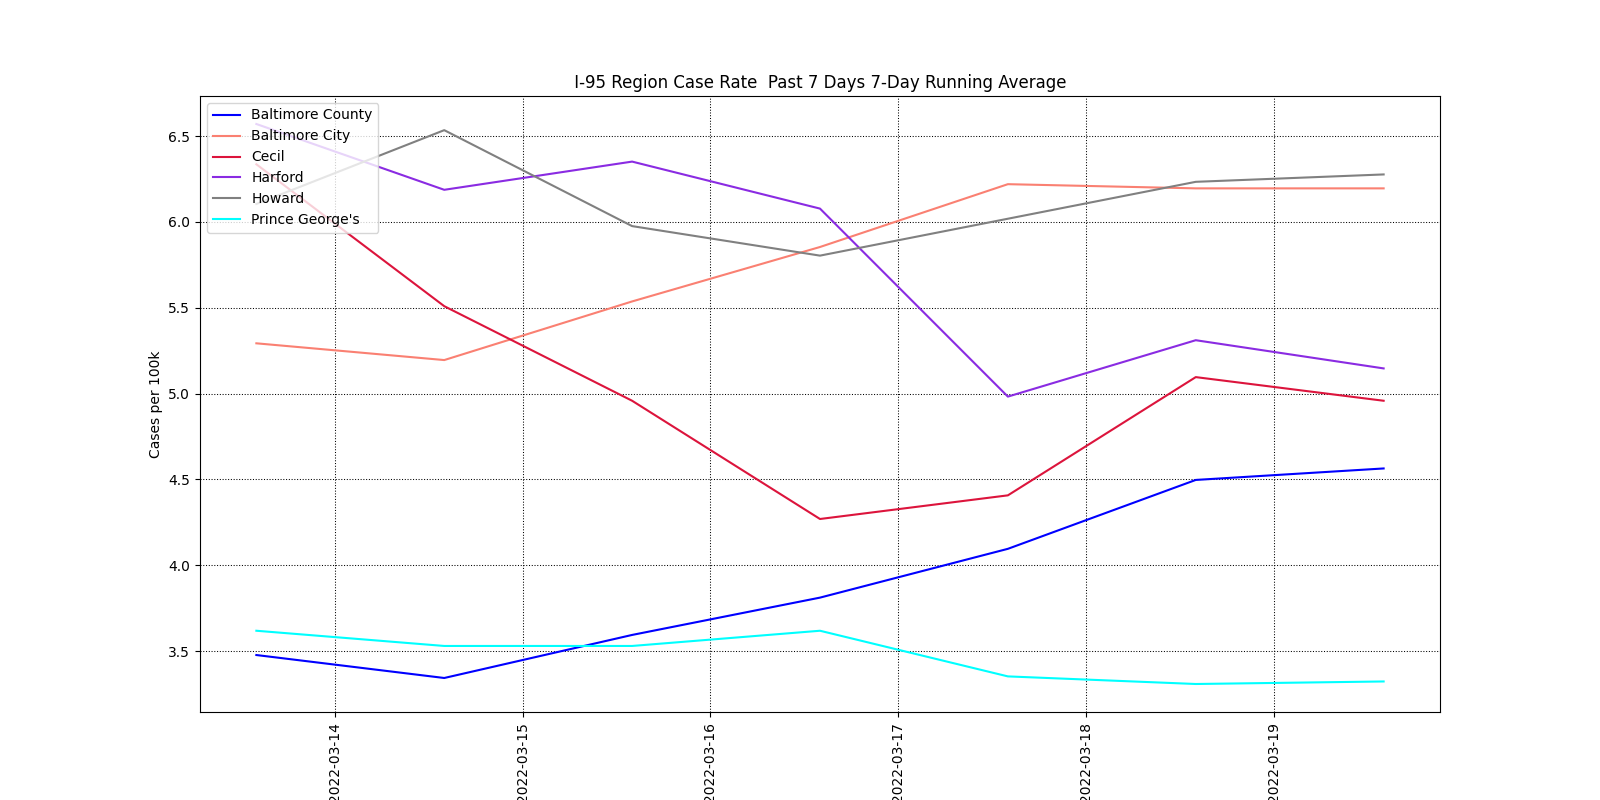 I-95 Region Case Rate  Past 7 Days 7-Day Running Average
Baltimore County
Baltimore City
Cecil
Harford
Howard
Prince George's
Cases per 100k
6.5
6.0
5.5
5.0
4.5
4.0
3.5
2022-03-14
2022-03-15
2022-03-16
2022-03-17
2022-03-18
2022-03-19